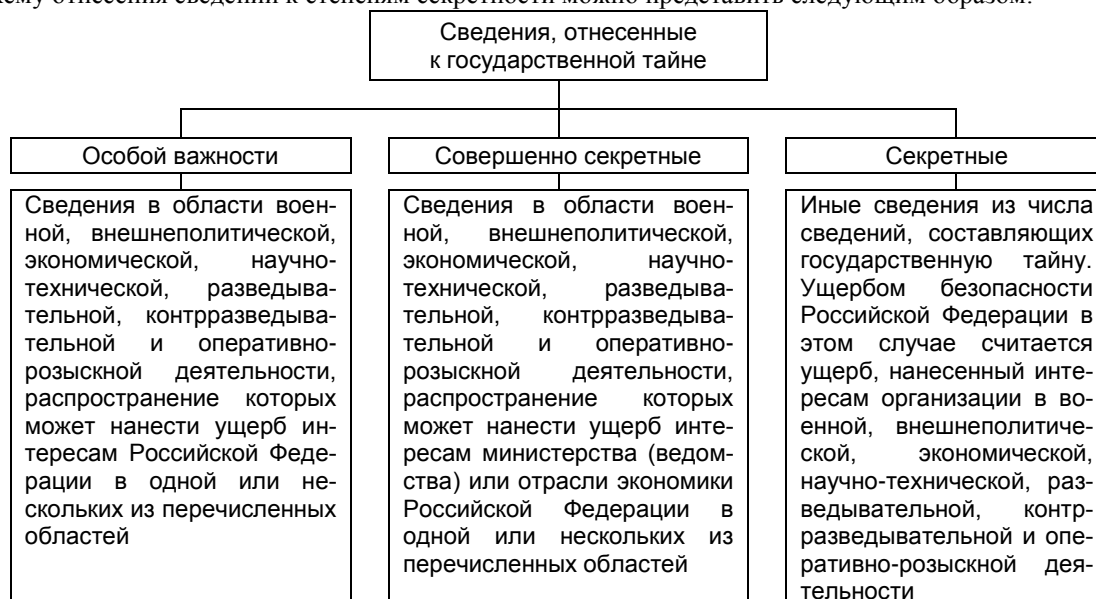 кему отнесения сведений к степеням секретности можно представить следующим образом:
Сведения, отнесенные
к государственной тайне
Особой важности
Совершенно секретные
Секретные
Сведения в области воен-
ной, внешнеполитической,
экономической, научно-
технической, разведыва-
тельной, контрразведыва-
тельной и оперативно-
розыскной деятельности,
распространение которых
может нанести ущерб ин-
тересам Российской Феде-
рации в одной или не-
скольких из перечисленных
областей
Сведения в области воен-
ной, внешнеполитической,
экономической, научно-
технической, разведыва-
тельной, контрразведыва-
тельной и оперативно-
розыскной деятельности,
распространение которых
может нанести ущерб инте-
ресам министерства (ведом-
ства) или отрасли экономики
Российской Федерации в
одной или нескольких из
перечисленных областей
Иные сведения из числа
сведений, составляющих
государственную тайну.
Ущербом безопасности
Российской Федерации в
этом случае считается
ущерб, нанесенный инте-
ресам организации в во-
енной, внешнеполитиче-
ской, экономической,
научно-технической, раз-
ведывательной, контр-
разведывательной и опе-
ративно-розыскной дея-
тельности